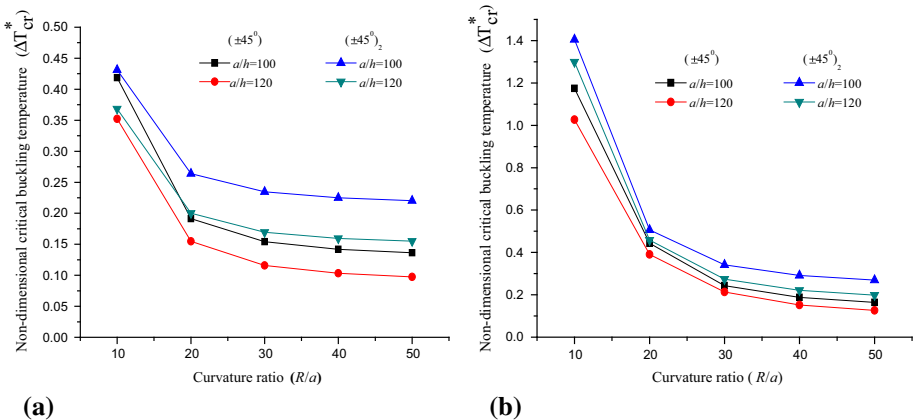 Non-dimensional critical buckling temperature (ΔT*cr)
0.50
0.45
0.40
0.35
0.30
0.25
0.20
0.15
0.10
0.05
0.00
(±45⁰) (±45⁰)₂
a/h=100 a/h=100
a/h=120 a/h=120
10 20 30 40 50
Curvature ratio (R/a)
(a)
Non-dimensional critical buckling temperature (ΔT*cr)
1.4
1.2
1.0
0.8
0.6
0.4
0.2
0.0
(±45⁰) (±45⁰)₂
a/h=100 a/h=100
a/h=120 a/h=120
10 20 30 40 50
Curvature ratio ( R/a)
(b)